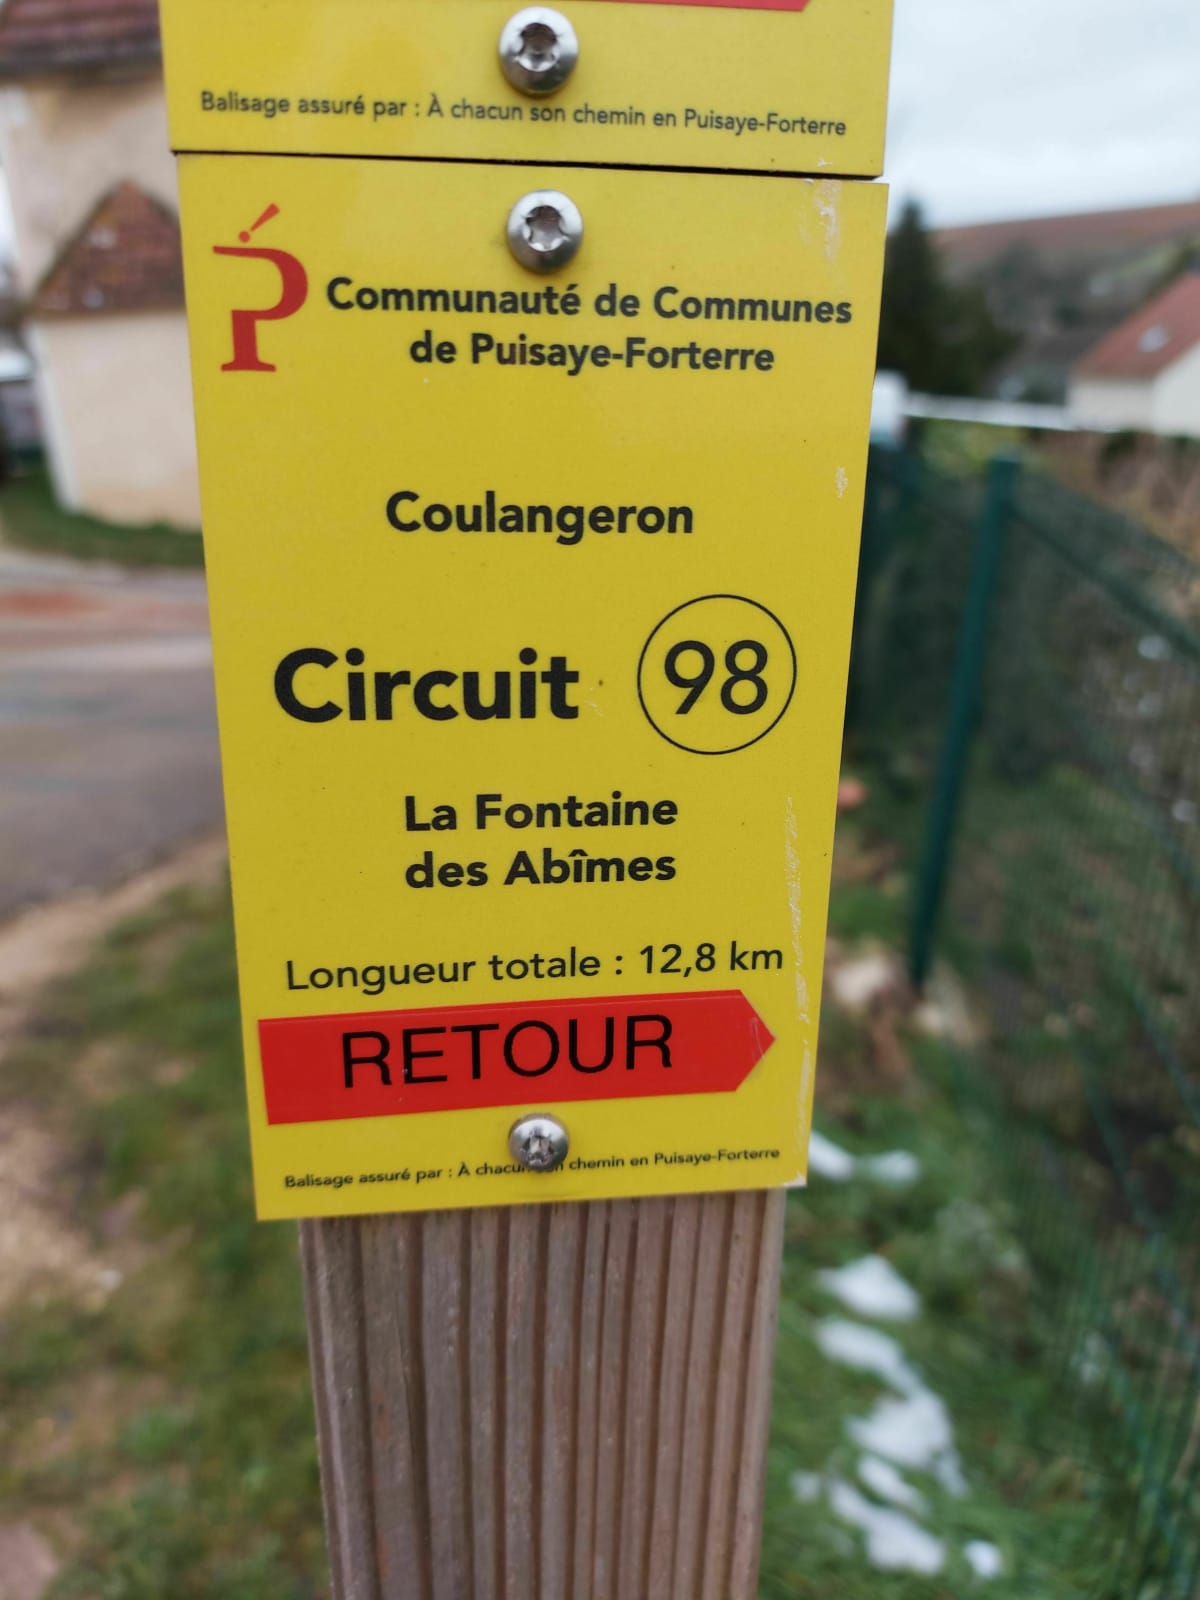 Balisage assuré par : À chacun son chemin en Puisaye-Forterre
Communauté de Communes
de Puisaye-Forterre
Coulangeron
Circuit 98
La Fontaine
des Abîmes
Longueur totale : 12,8 km
RETOUR
Balisage assuré par : À chacun son chemin en Puisaye-Forterre